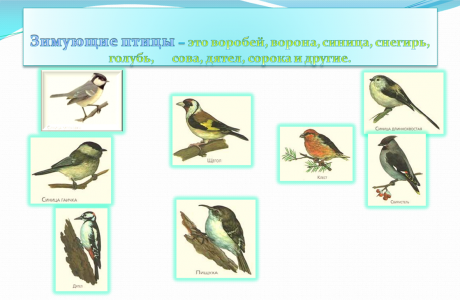 Зимующие птицы – это воробей, ворона, синица, снегирь,
голубь, сова, дятел, сорока и другие.
Синица длиннохвостая
Щегол
Клест
Синица гаичка
Свиристель
Пищуха
Дятел